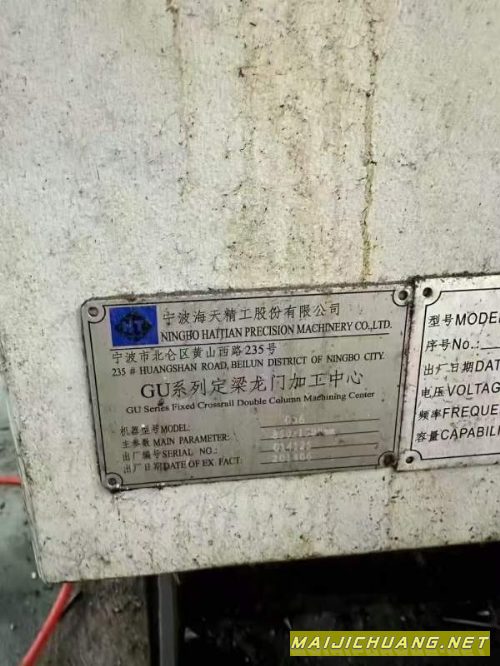 宁波海天精工股份有限公司
NINGBO HAITIAN PRECISION MACHINERY CO.,LTD.
宁波市北仑区黄山西路235号
235 # HUANGSHAN ROAD, BEILUN DISTRICT OF NINGBO CITY.
GU系列定梁龙门加工中心
GU Series Fixed Crossrail Double Column Machining Center
机器型号MODEL:
主参数 MAIN PARAMETER:
出厂编号SERIAL NO.:
出厂日期DATE OF EX FACT:
型号MODE
序号No.:
出厂日期DAT
电压VOLTAG
频率FREQUE
容量CAPABIL
MAIJICHUANG.NET